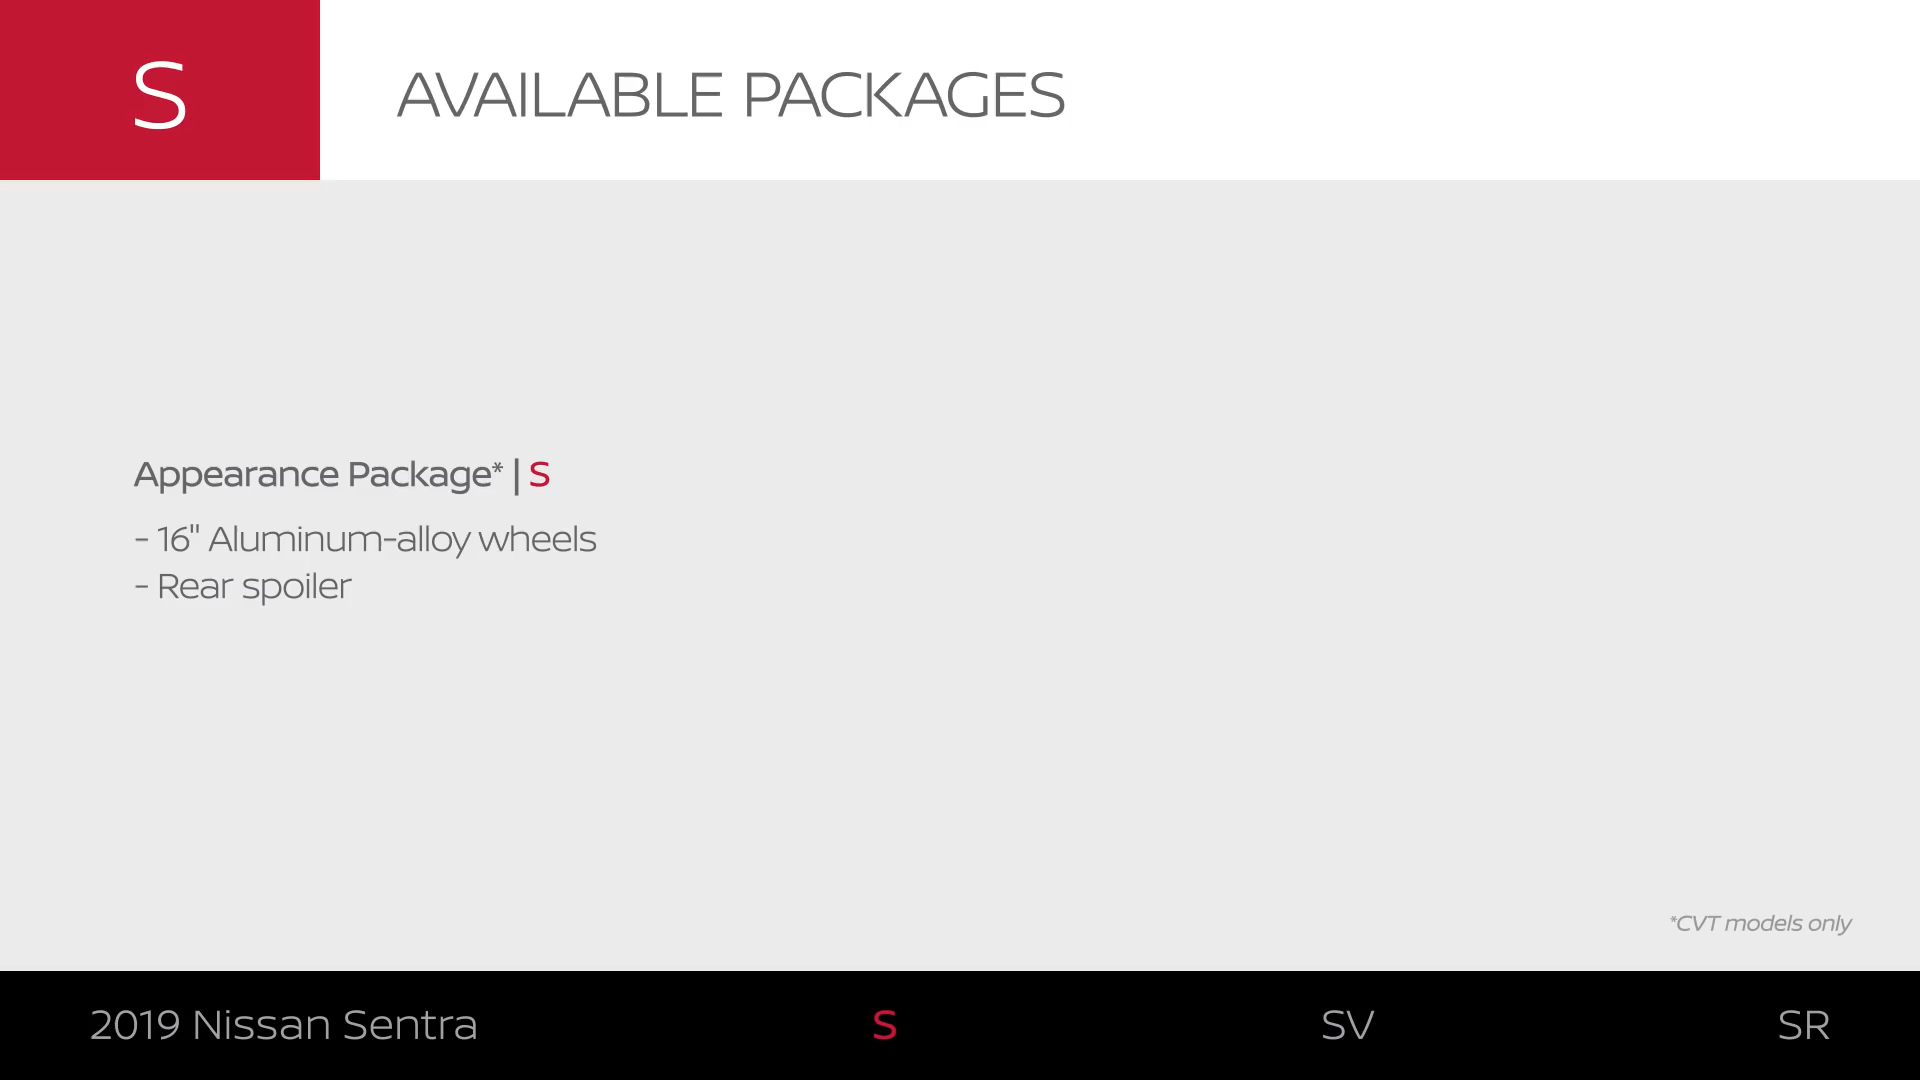 S
AVAILABLE PACKAGES
Appearance Package* | S
- 16" Aluminum-alloy wheels
- Rear spoiler
*CVT models only
2019 Nissan Sentra S SV SR